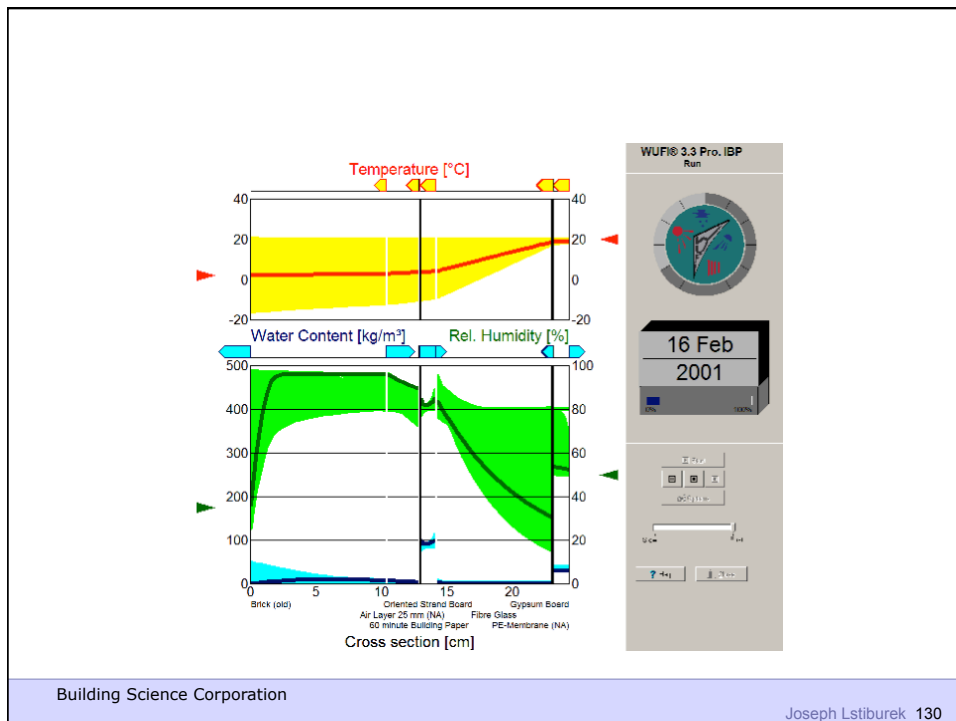 WUFI® 3.3 Pro. IBP
Run
Temperature [°C]
40
40
20
20
0
0
-20
-20
Water Content [kg/m³]
Rel. Humidity [%]
500
100
400
80
300
60
200
40
100
20
0
0
5
10
15
20
Brick (old)
Oriented Strand Board
Gypsum Board
Air Layer 25 mm (NA)
Fibre Glass
60 minute Building Paper
PE-Membrane (NA)
Cross section [cm]
16 Feb
2001
0%
100%
Building Science Corporation
Joseph Lstiburek 130